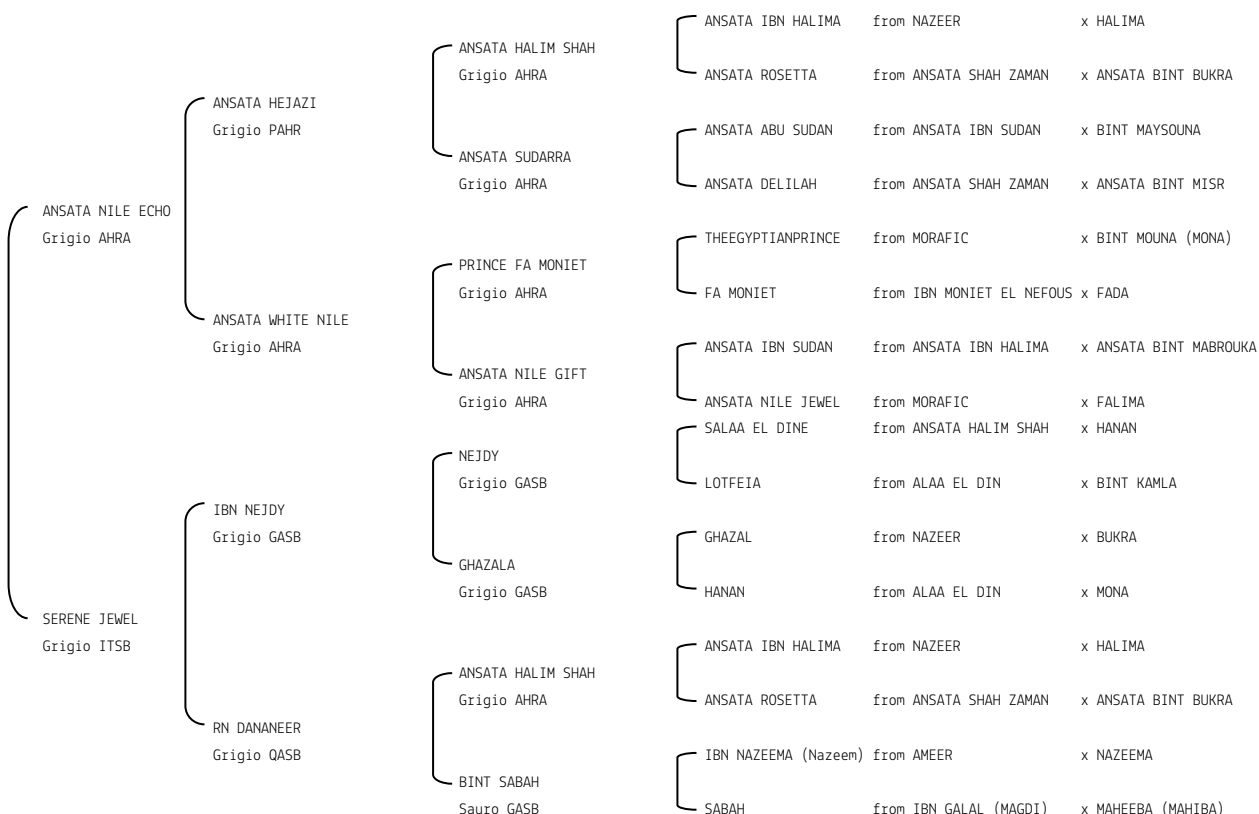 ANSATA IBN HALIMA from NAZEER x HALIMA
ANSATA HALIM SHAH
Grigio AHRA
ANSATA ROSETTA from ANSATA SHAH ZAMAN x ANSATA BINT BUKRA
ANSATA HEJAZI
Grigio PAHR
ANSATA ABU SUDAN from ANSATA IBN SUDAN x BINT MAYSOUNA
ANSATA SUDARRA
Grigio AHRA
ANSATA DELILAH from ANSATA SHAH ZAMAN x ANSATA BINT MISR
ANSATA NILE ECHO
Grigio AHRA
THEEGYPTIANPRINCE from MORAFIC x BINT MOUNA (MONA)
PRINCE FA MONIET
Grigio AHRA
FA MONIET from IBN MONIET EL NEFOUS x FADA
ANSATA WHITE NILE
Grigio AHRA
ANSATA IBN SUDAN from ANSATA IBN HALIMA x ANSATA BINT MABROUKA
ANSATA NILE GIFT
Grigio AHRA
ANSATA NILE JEWEL from MORAFIC x FALIMA
SALAA EL DINE from ANSATA HALIM SHAH x HANAN
NEJDY
Grigio GASB
LOTFEIA from ALAA EL DIN x BINT KAMLA
IBN NEJDY
Grigio GASB
GHAZAL from NAZEER x BUKRA
GHAZALA
Grigio GASB
HANAN from ALAA EL DIN x MONA
SERENE JEWEL
Grigio ITSB
ANSATA IBN HALIMA from NAZEER x HALIMA
ANSATA HALIM SHAH
Grigio AHRA
ANSATA ROSETTA from ANSATA SHAH ZAMAN x ANSATA BINT BUKRA
RN DANANEER
Grigio QASB
IBN NAZEEMA (Nazeem) from AMEER x NAZEEMA
BINT SABAH
Sauro GASB
SABAH from IBN GALAL (MAGDI) x MAHEEBA (MAHIBA)